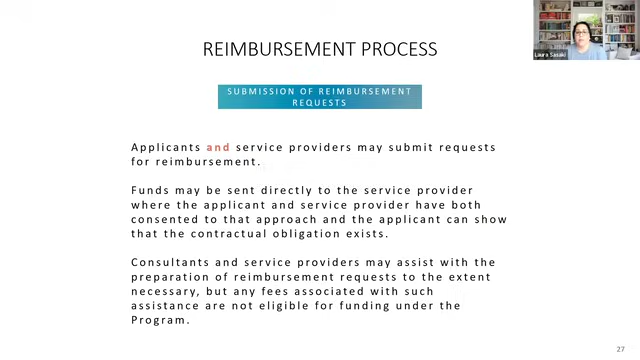 REIMBURSEMENT PROCESS
Laura Sasaki
SUBMISSION OF REIMBURSEMENT
REQUESTS
Applicants and service providers may submit requests
for reimbursement.
Funds may be sent directly to the service provider
where the applicant and service provider have both
consented to that approach and the applicant can show
that the contractual obligation exists.
Consultants and service providers may assist with the
preparation of reimbursement requests to the extent
necessary, but any fees associated with such
assistance are not eligible for funding under the
Program.
27